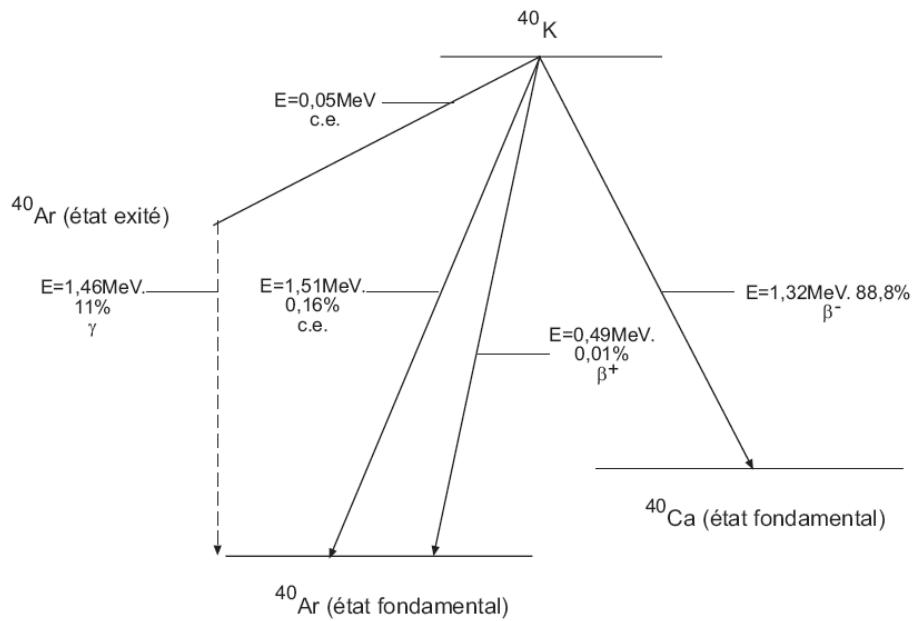 ⁴⁰K
E=0,05MeV
c.e.
⁴⁰Ar (état exité)
E=1,46MeV.
11%
γ
E=1,51MeV.
0,16%
c.e.
E=0,49MeV.
0,01%
β⁺
E=1,32MeV. 88,8%
β⁻
⁴⁰Ca (état fondamental)
⁴⁰Ar (état fondamental)